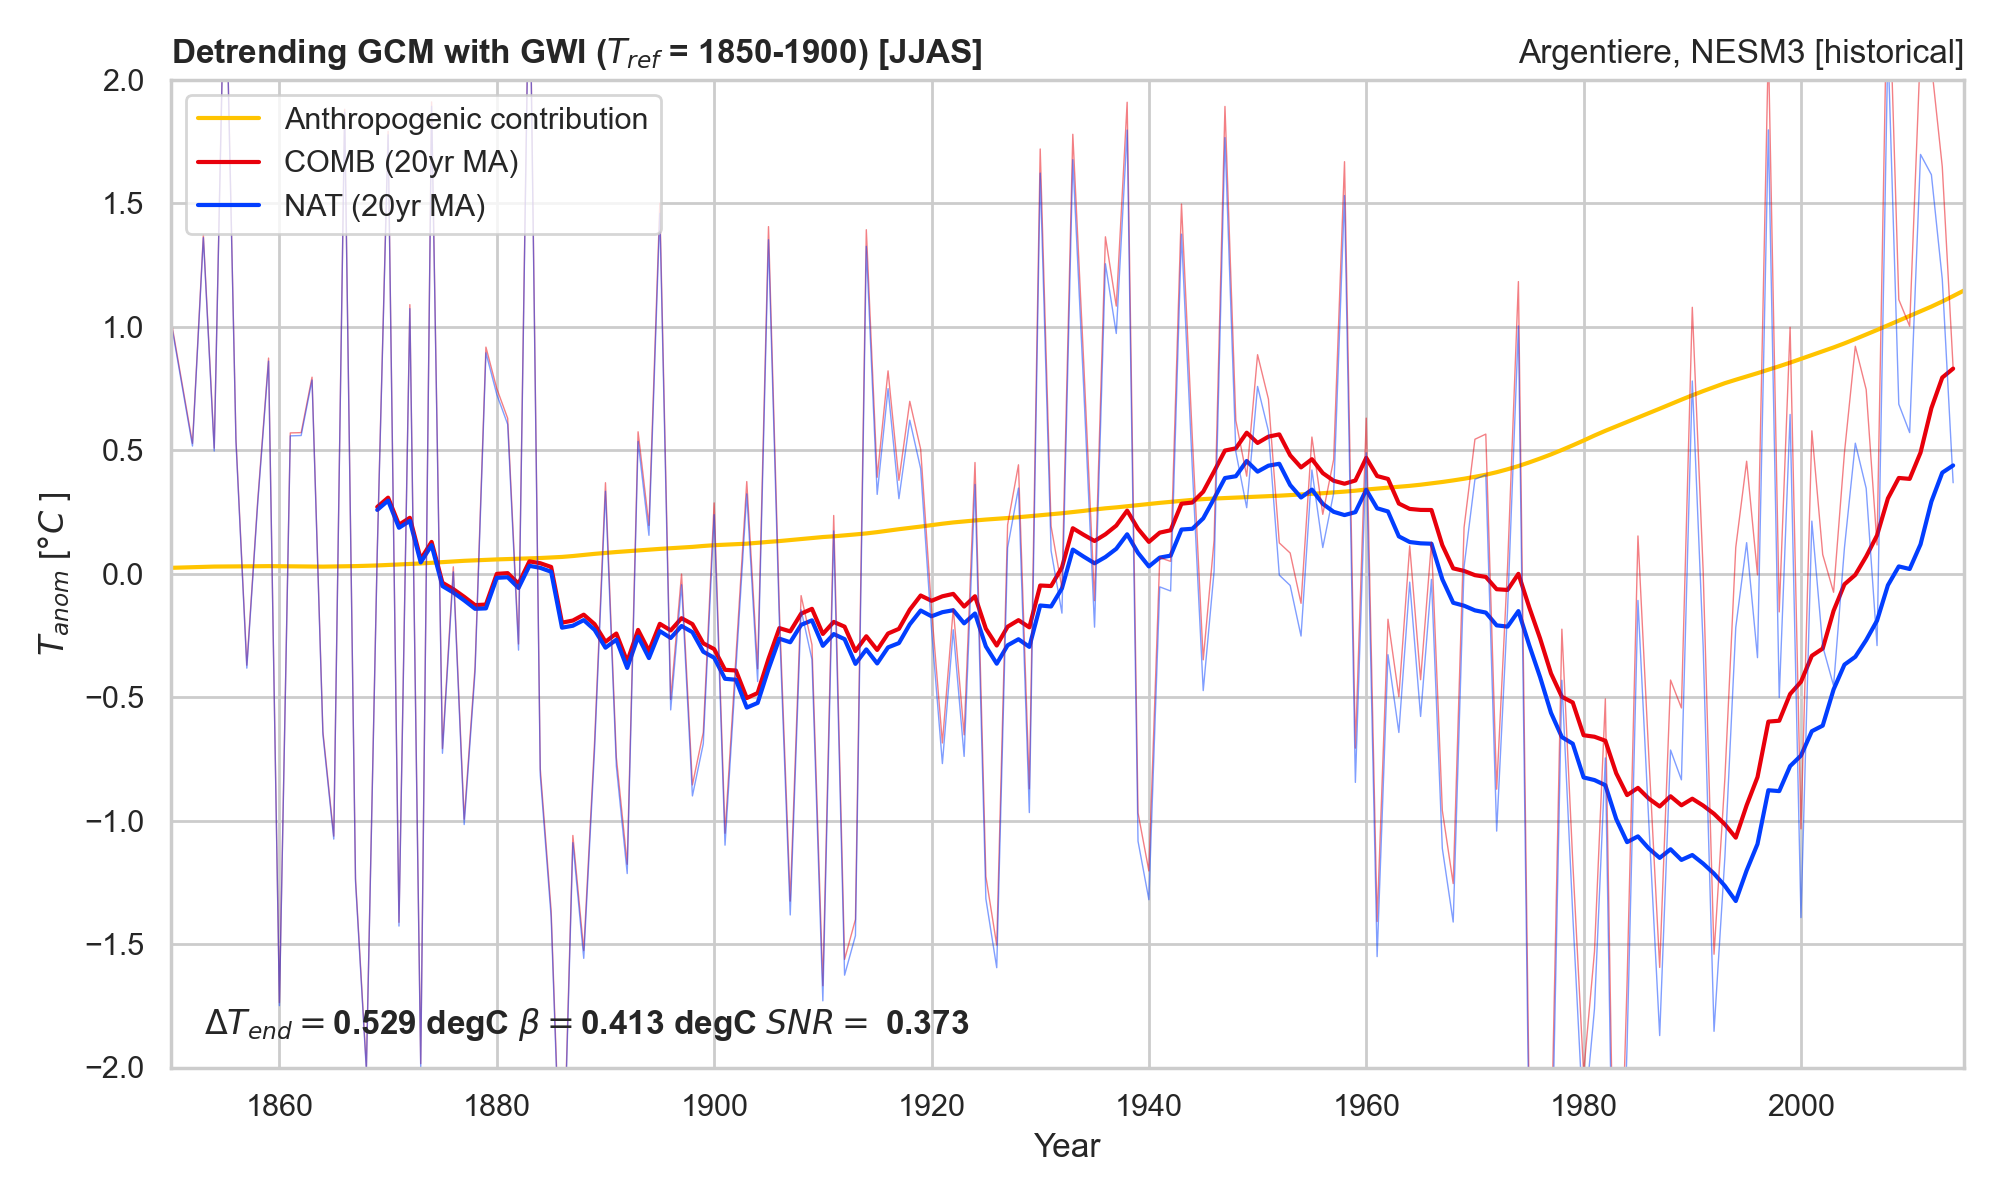 Detrending GCM with GWI (T_ref = 1850-1900) [JJAS]
Argentiere, NESM3 [historical]
2.0
1.5
1.0
0.5
0.0
−0.5
−1.0
−1.5
−2.0
T_anom [°C]
Anthropogenic contribution
COMB (20yr MA)
NAT (20yr MA)
ΔT_end = 0.529 degC β = 0.413 degC SNR = 0.373
1860 1880 1900 1920 1940 1960 1980 2000
Year